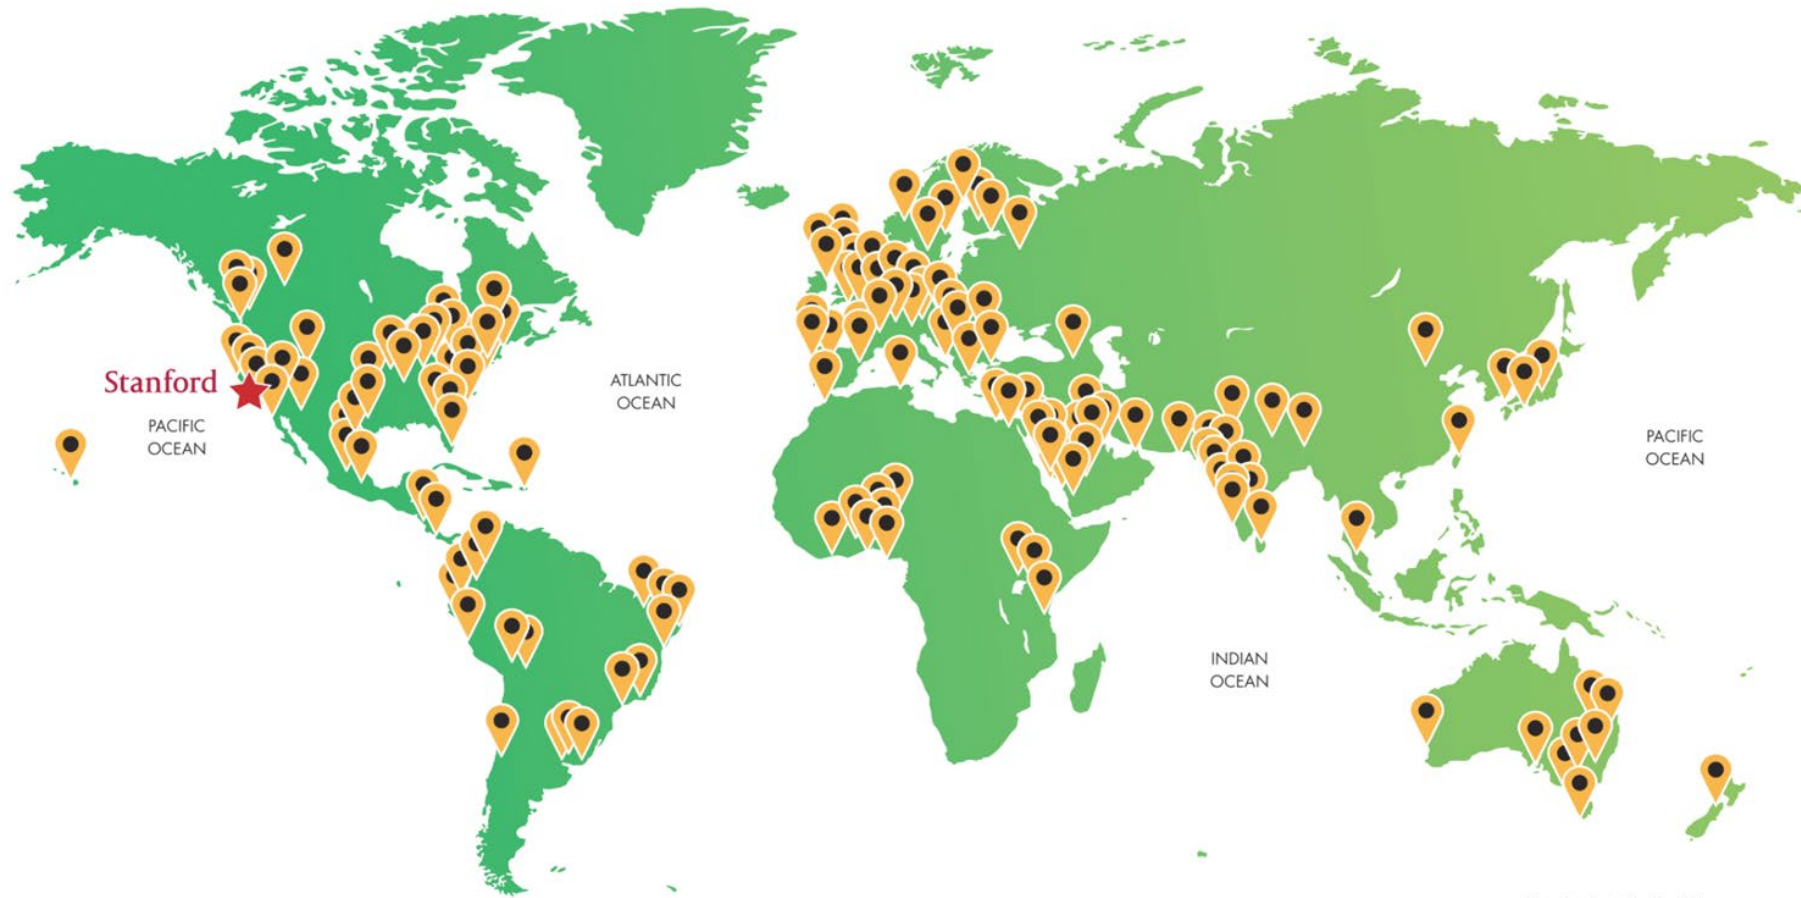 Stanford
PACIFIC
OCEAN
ATLANTIC
OCEAN
INDIAN
OCEAN
PACIFIC
OCEAN